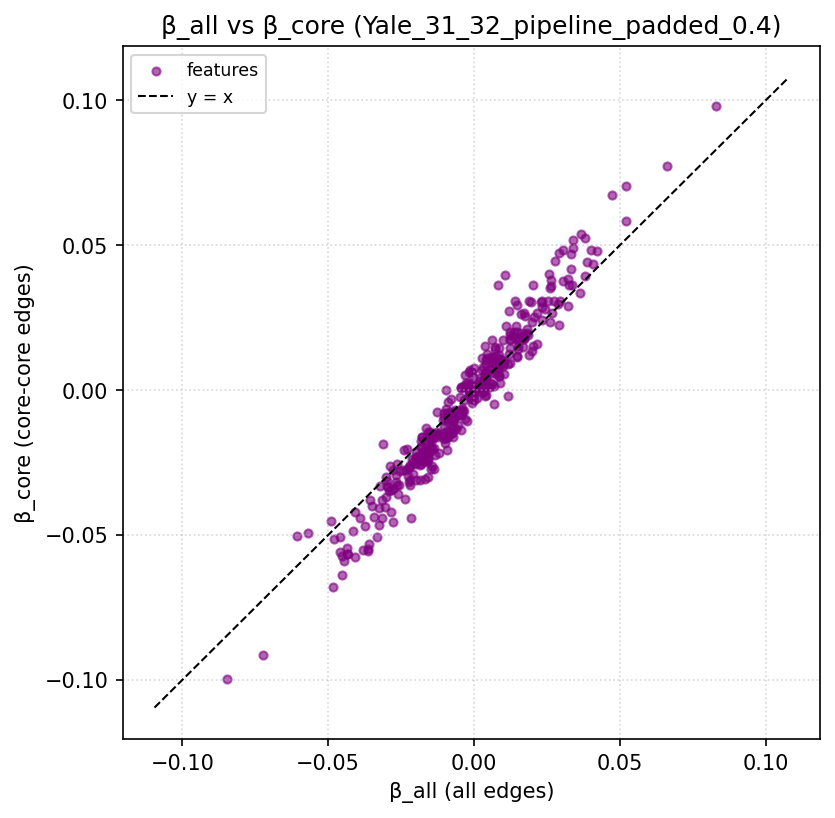 β_all vs β_core (Yale_31_32_pipeline_padded_0.4)
features
y = x
β_core (core-core edges)
0.10
0.05
0.00
−0.05
−0.10
−0.10
−0.05
0.00
0.05
0.10
β_all (all edges)